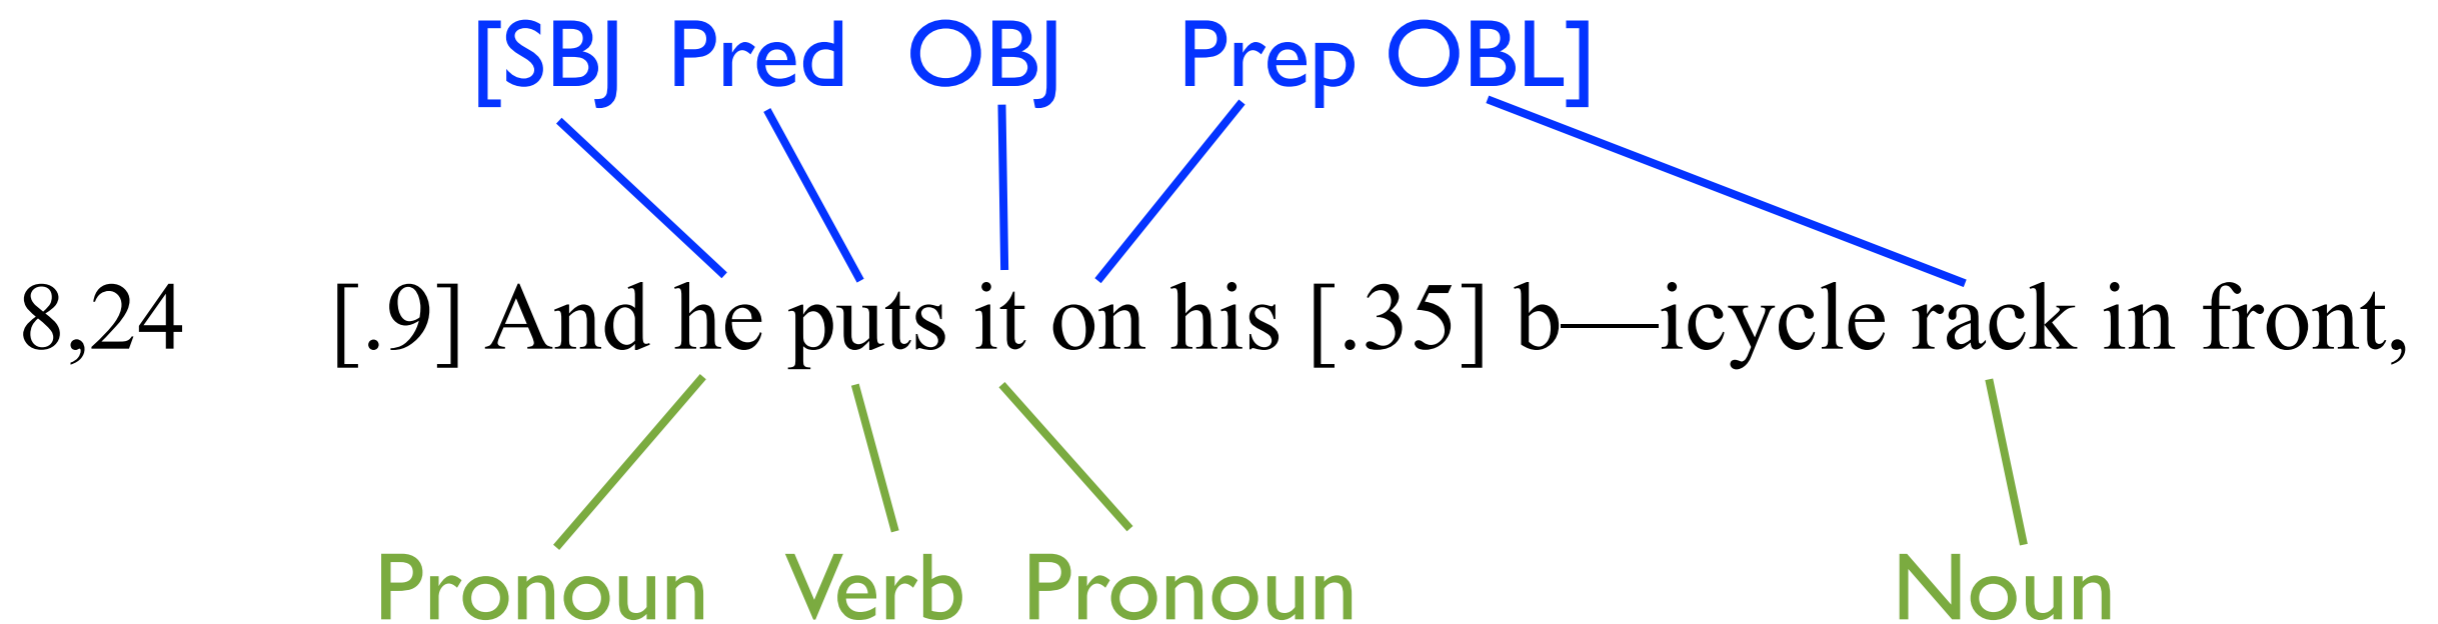 [SBJ Pred OBJ Prep OBL]
8,24 [.9] And he puts it on his [.35] b—icycle rack in front,
Pronoun Verb Pronoun Noun